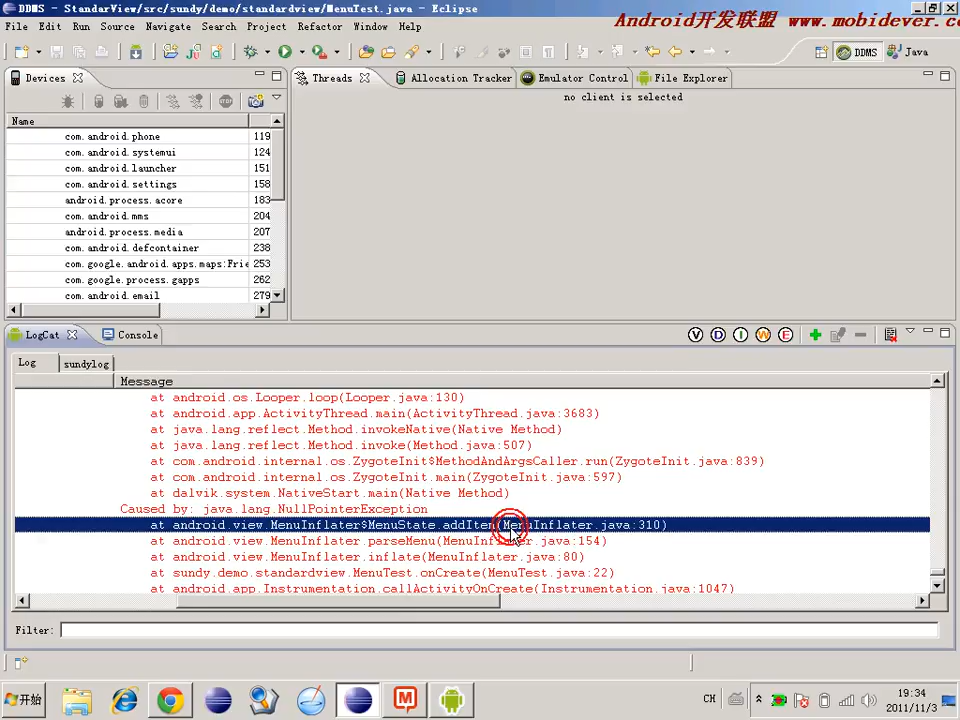 DDMS - StandarView/src/sundy/demo/standardview/MenuTest.java - Eclipse
File Edit Run Source Navigate Search Project Refactor Window Help
Android开发联盟 www.mobidever.co
DDMS Java
Devices
Threads Allocation Tracker Emulator Control File Explorer
no client is selected
Name
com.android.phone 119
com.android.systemui 124
com.android.launcher 151
com.android.settings 158
android.process.acore 183
com.android.mms 204
android.process.media 207
com.android.defcontainer 238
com.google.android.apps.maps:Frie 253
com.google.process.gapps 262
com.android.email 279
LogCat Console
V D I W E
Log sundylog
Message
at android.os.Looper.loop(Looper.java:130)
at android.app.ActivityThread.main(ActivityThread.java:3683)
at java.lang.reflect.Method.invokeNative(Native Method)
at java.lang.reflect.Method.invoke(Method.java:507)
at com.android.internal.os.ZygoteInit$MethodAndArgsCaller.run(ZygoteInit.java:839)
at com.android.internal.os.ZygoteInit.main(ZygoteInit.java:597)
at dalvik.system.NativeStart.main(Native Method)
Caused by: java.lang.NullPointerException
at android.view.MenuInflater$MenuState.addItem(MenuInflater.java:310)
at android.view.MenuInflater.parseMenu(MenuInflater.java:154)
at android.view.MenuInflater.inflate(MenuInflater.java:80)
at sundy.demo.standardview.MenuTest.onCreate(MenuTest.java:22)
at android.app.Instrumentation.callActivityOnCreate(Instrumentation.java:1047)
Filter:
开始
CH
19:34
2011/11/3